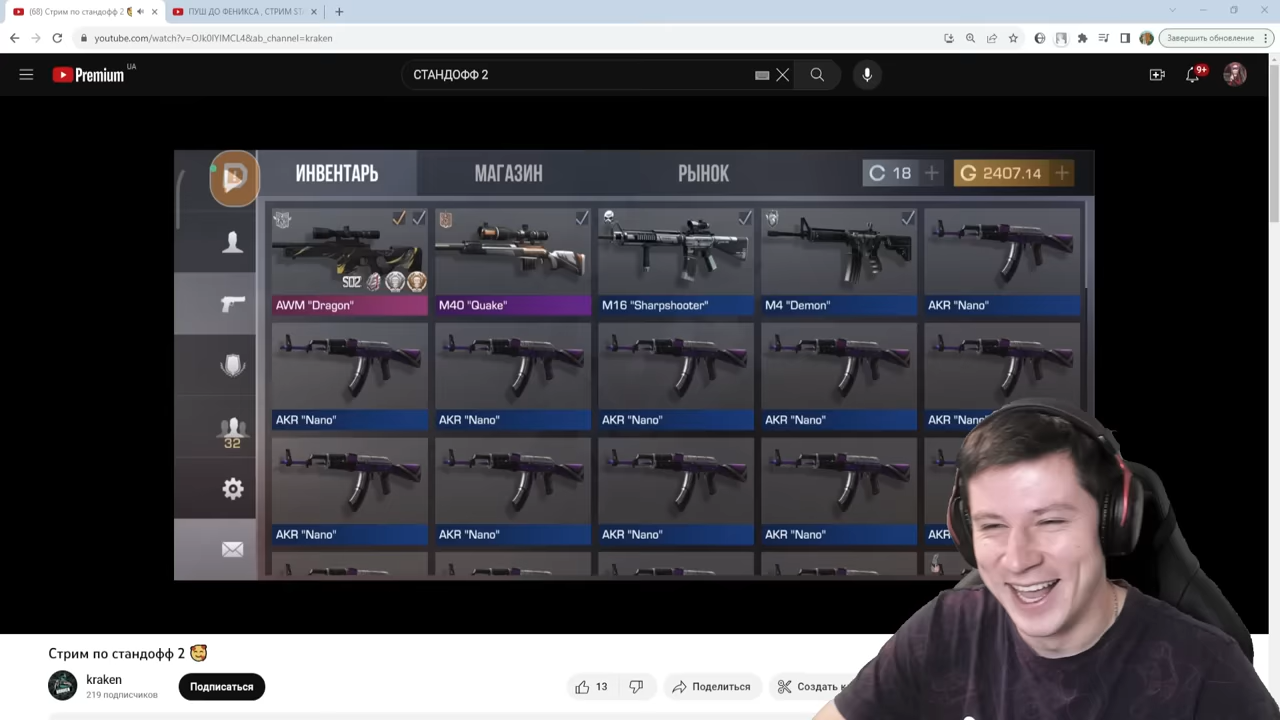 (68) Стрим по стандофф 2
ПУШ ДО ФЕНИКСА , СТРИМ ST
youtube.com/watch?v=OJk0IYIMCL4&ab_channel=kraken
Завершить обновление
Premium UA
СТАНДОФФ 2
9+
ИНВЕНТАРЬ
МАГАЗИН
РЫНОК
C 18 +
G 2407.14 +
AWM "Dragon"
M40 "Quake"
M16 "Sharpshooter"
M4 "Demon"
AKR "Nano"
AKR "Nano"
AKR "Nano"
AKR "Nano"
AKR "Nano"
AKR "Nano"
32
AKR "Nano"
AKR "Nano"
AKR "Nano"
AKR "Nano"
AKR
Стрим по стандофф 2
kraken
219 подписчиков
Подписаться
13
Поделиться
Создать к